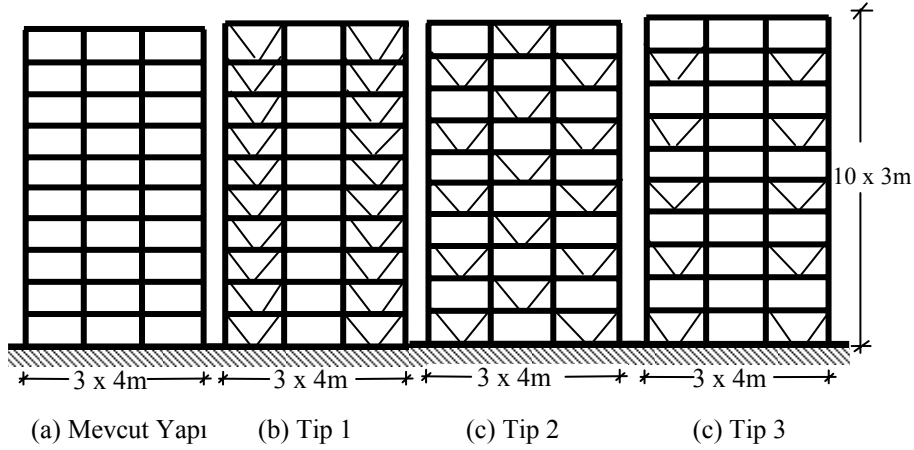 10 x 3m
3 x 4m 3 x 4m 3 x 4m 3 x 4m
(a) Mevcut Yapı (b) Tip 1 (c) Tip 2 (c) Tip 3